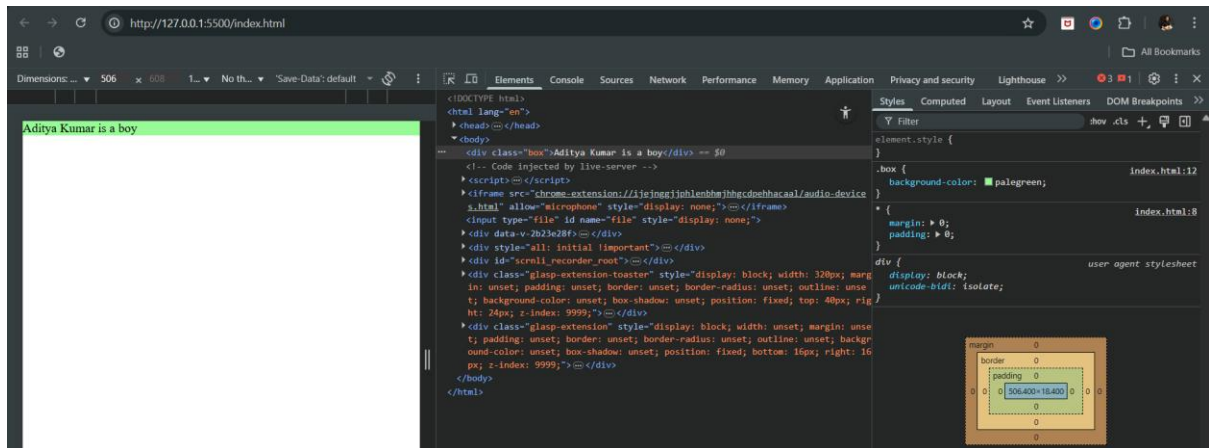 http://127.0.0.1:5500/index.html
All Bookmarks
Dimensions: ... 506 x 608 1... No th... 'Save-Data': default
Elements Console Sources Network Performance Memory Application Privacy and security Lighthouse 3 1
Aditya Kumar is a boy
<!DOCTYPE html>
<html lang="en">
<head>…</head>
<body>
… <div class="box">Aditya Kumar is a boy</div> == $0
<!-- Code injected by live-server -->
<script>…</script>
<iframe src="chrome-extension://ijejnggjjphlenbhmjhhgcdpehhacaal/audio-device
s.html" allow="microphone" style="display: none;">…</iframe>
<input type="file" id name="file" style="display: none;">
<div data-v-2b23e28f>…</div>
<div style="all: initial !important">…</div>
<div id="scrnli_recorder_root">…</div>
<div class="glasp-extension-toaster" style="display: block; width: 320px; marg
in: unset; padding: unset; border: unset; border-radius: unset; outline: unse
t; background-color: unset; box-shadow: unset; position: fixed; top: 40px; rig
ht: 24px; z-index: 9999;">…</div>
<div class="glasp-extension" style="display: block; width: unset; margin: unse
t; padding: unset; border: unset; border-radius: unset; outline: unset; backgr
ound-color: unset; box-shadow: unset; position: fixed; bottom: 16px; right: 16
px; z-index: 9999;">…</div>
</body>
</html>
Styles Computed Layout Event Listeners DOM Breakpoints
Filter :hov .cls
element.style {
}
.box { index.html:12
background-color: palegreen;
}
* { index.html:8
margin: 0;
padding: 0;
}
div { user agent stylesheet
display: block;
unicode-bidi: isolate;
}
margin 0
border 0
padding 0
0 0 0 506.400×18.400 0 0 0
0
0
0